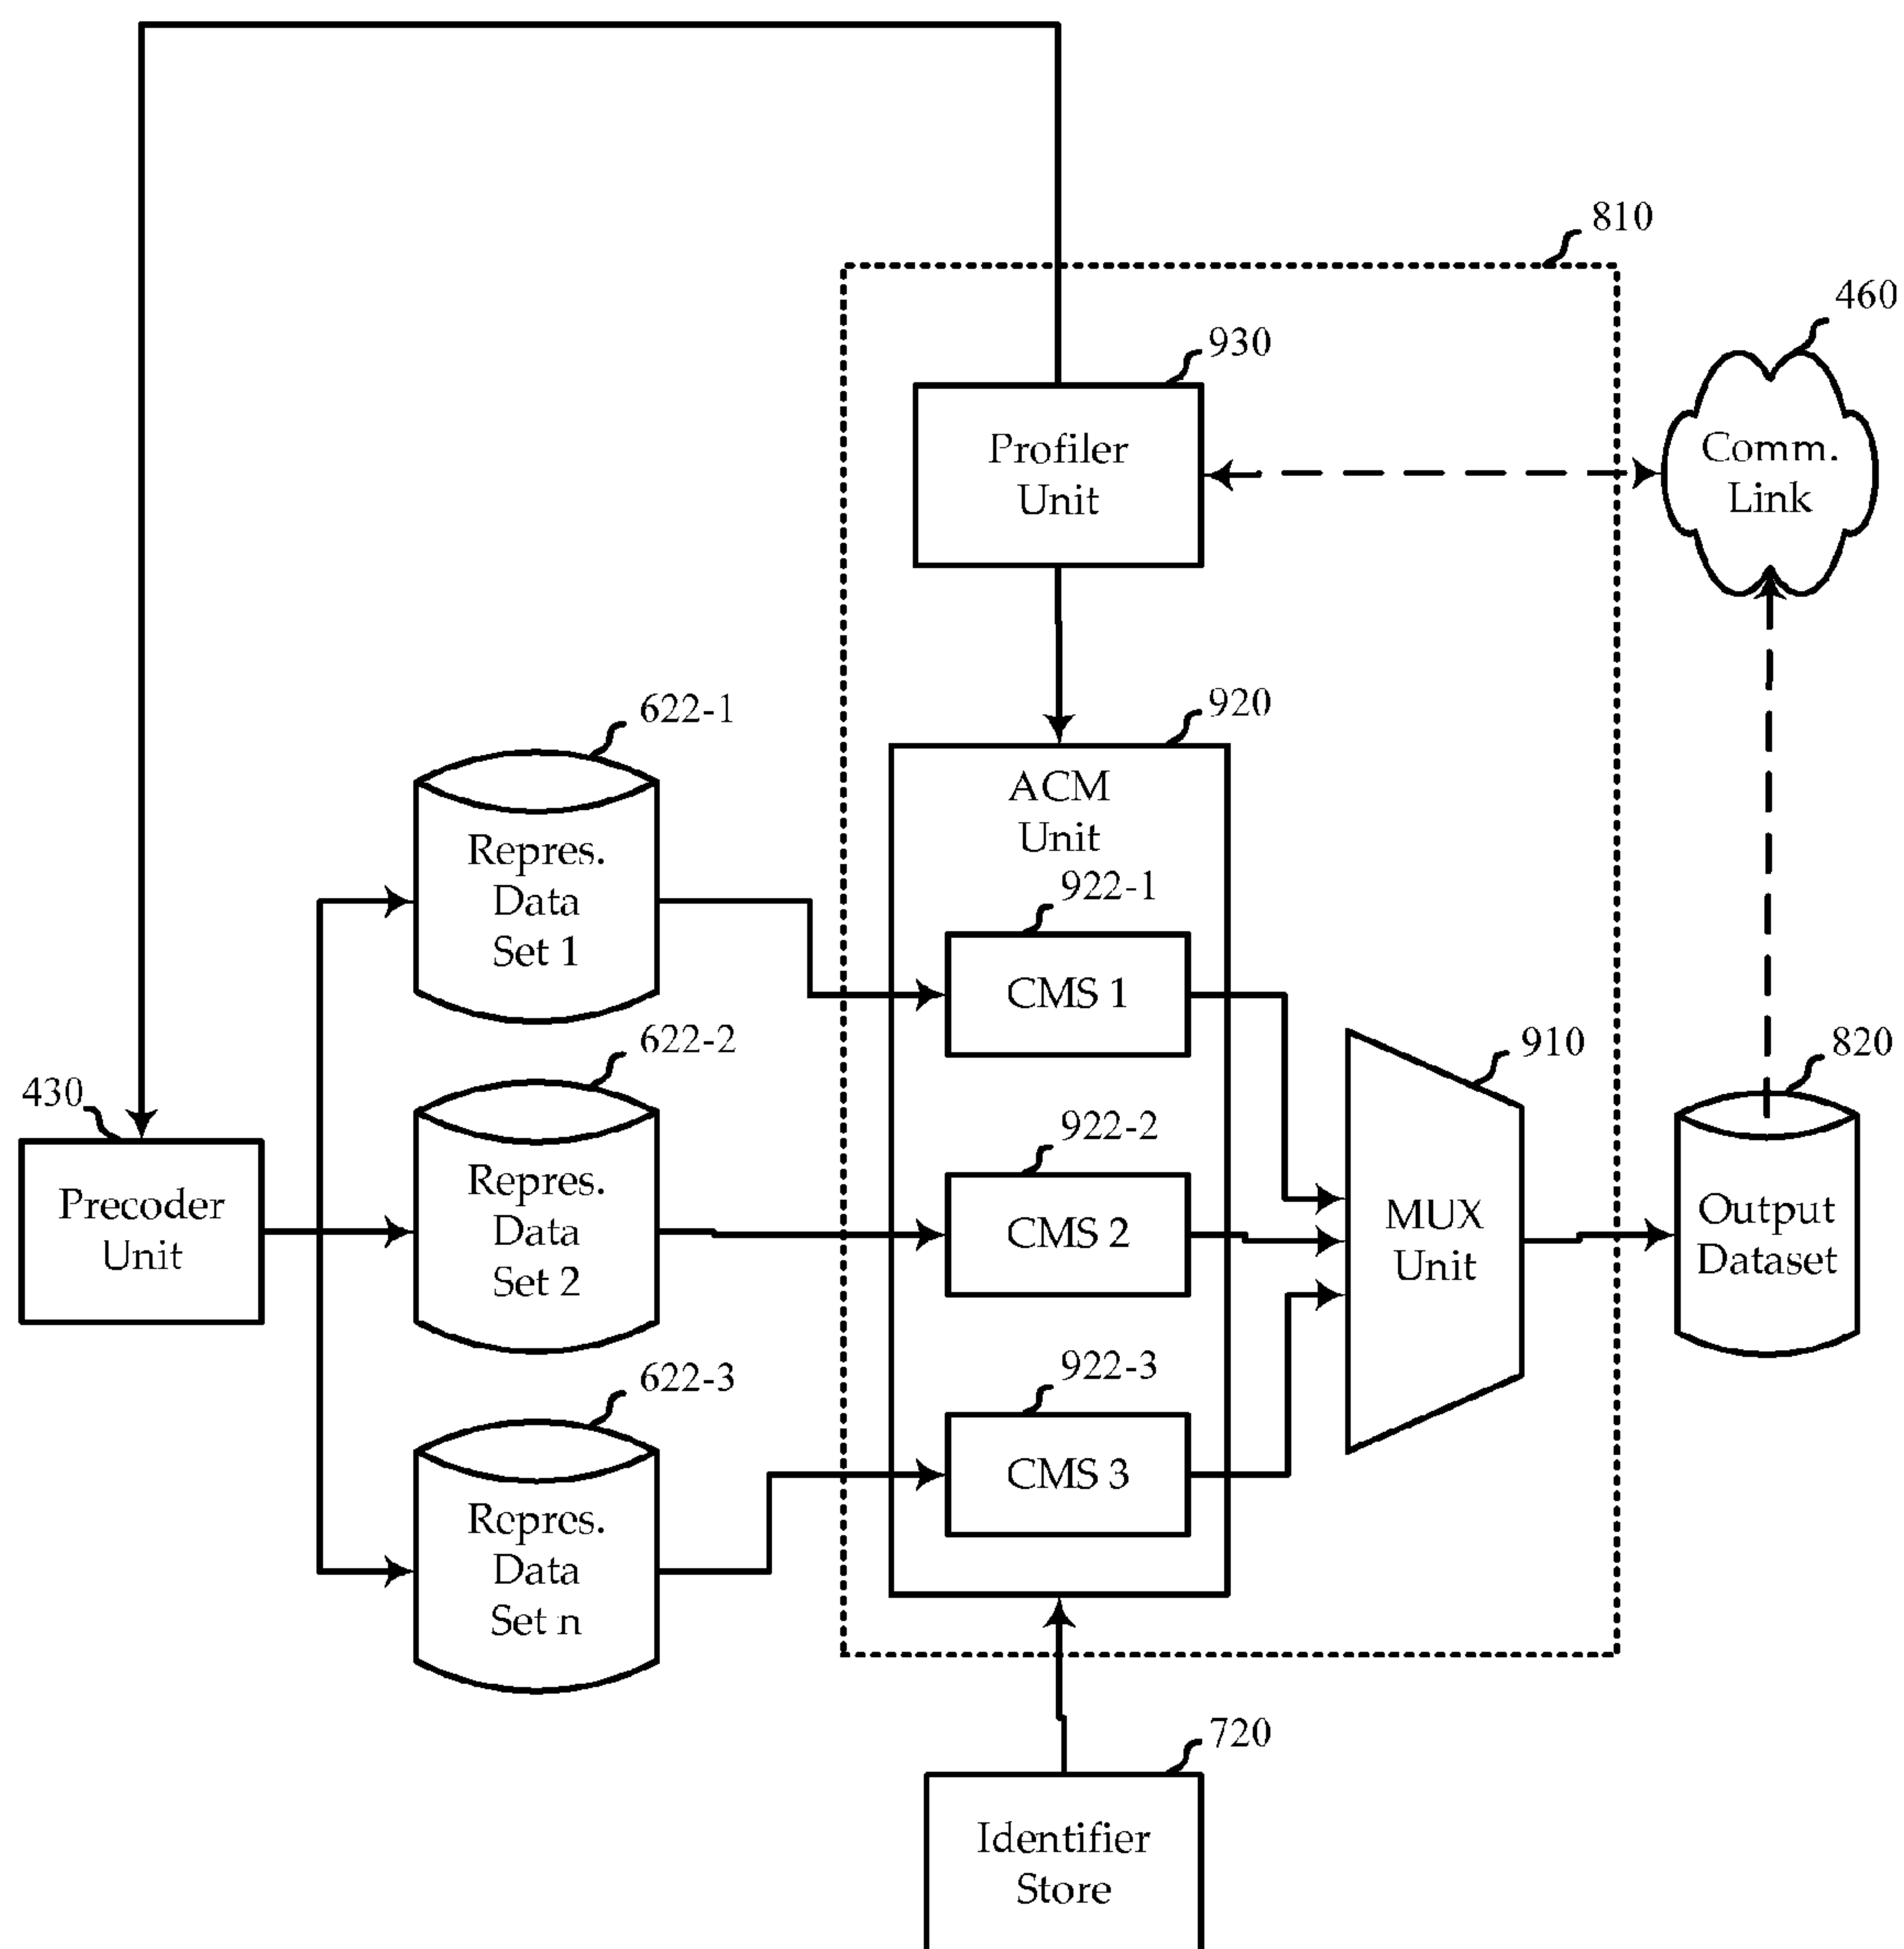 810
460
930
Profiler
Unit
Comm.
Link
622-1
920
ACM
Unit
Repres.
Data
Set 1
922-1
CMS 1
622-2
910
820
430
922-2
Precoder
Unit
Repres.
Data
Set 2
CMS 2
MUX
Unit
Output
Dataset
622-3
922-3
CMS 3
Repres.
Data
Set n
720
Identifier
Store